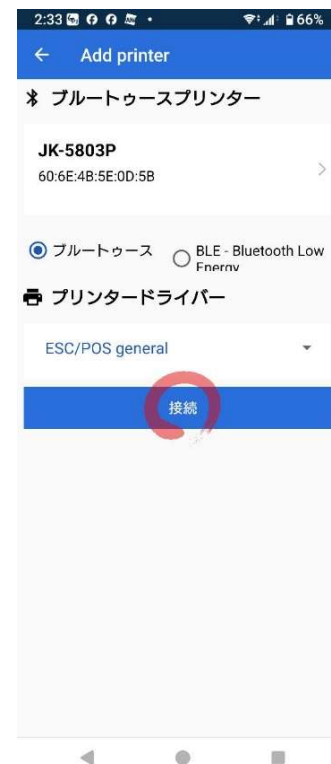 2:33 66%
Add printer
ブルートゥースプリンター
JK-5803P
60:6E:4B:5E:0D:5B
ブルートゥース
BLE - Bluetooth Low
Energy
プリンタードライバー
ESC/POS general
接続